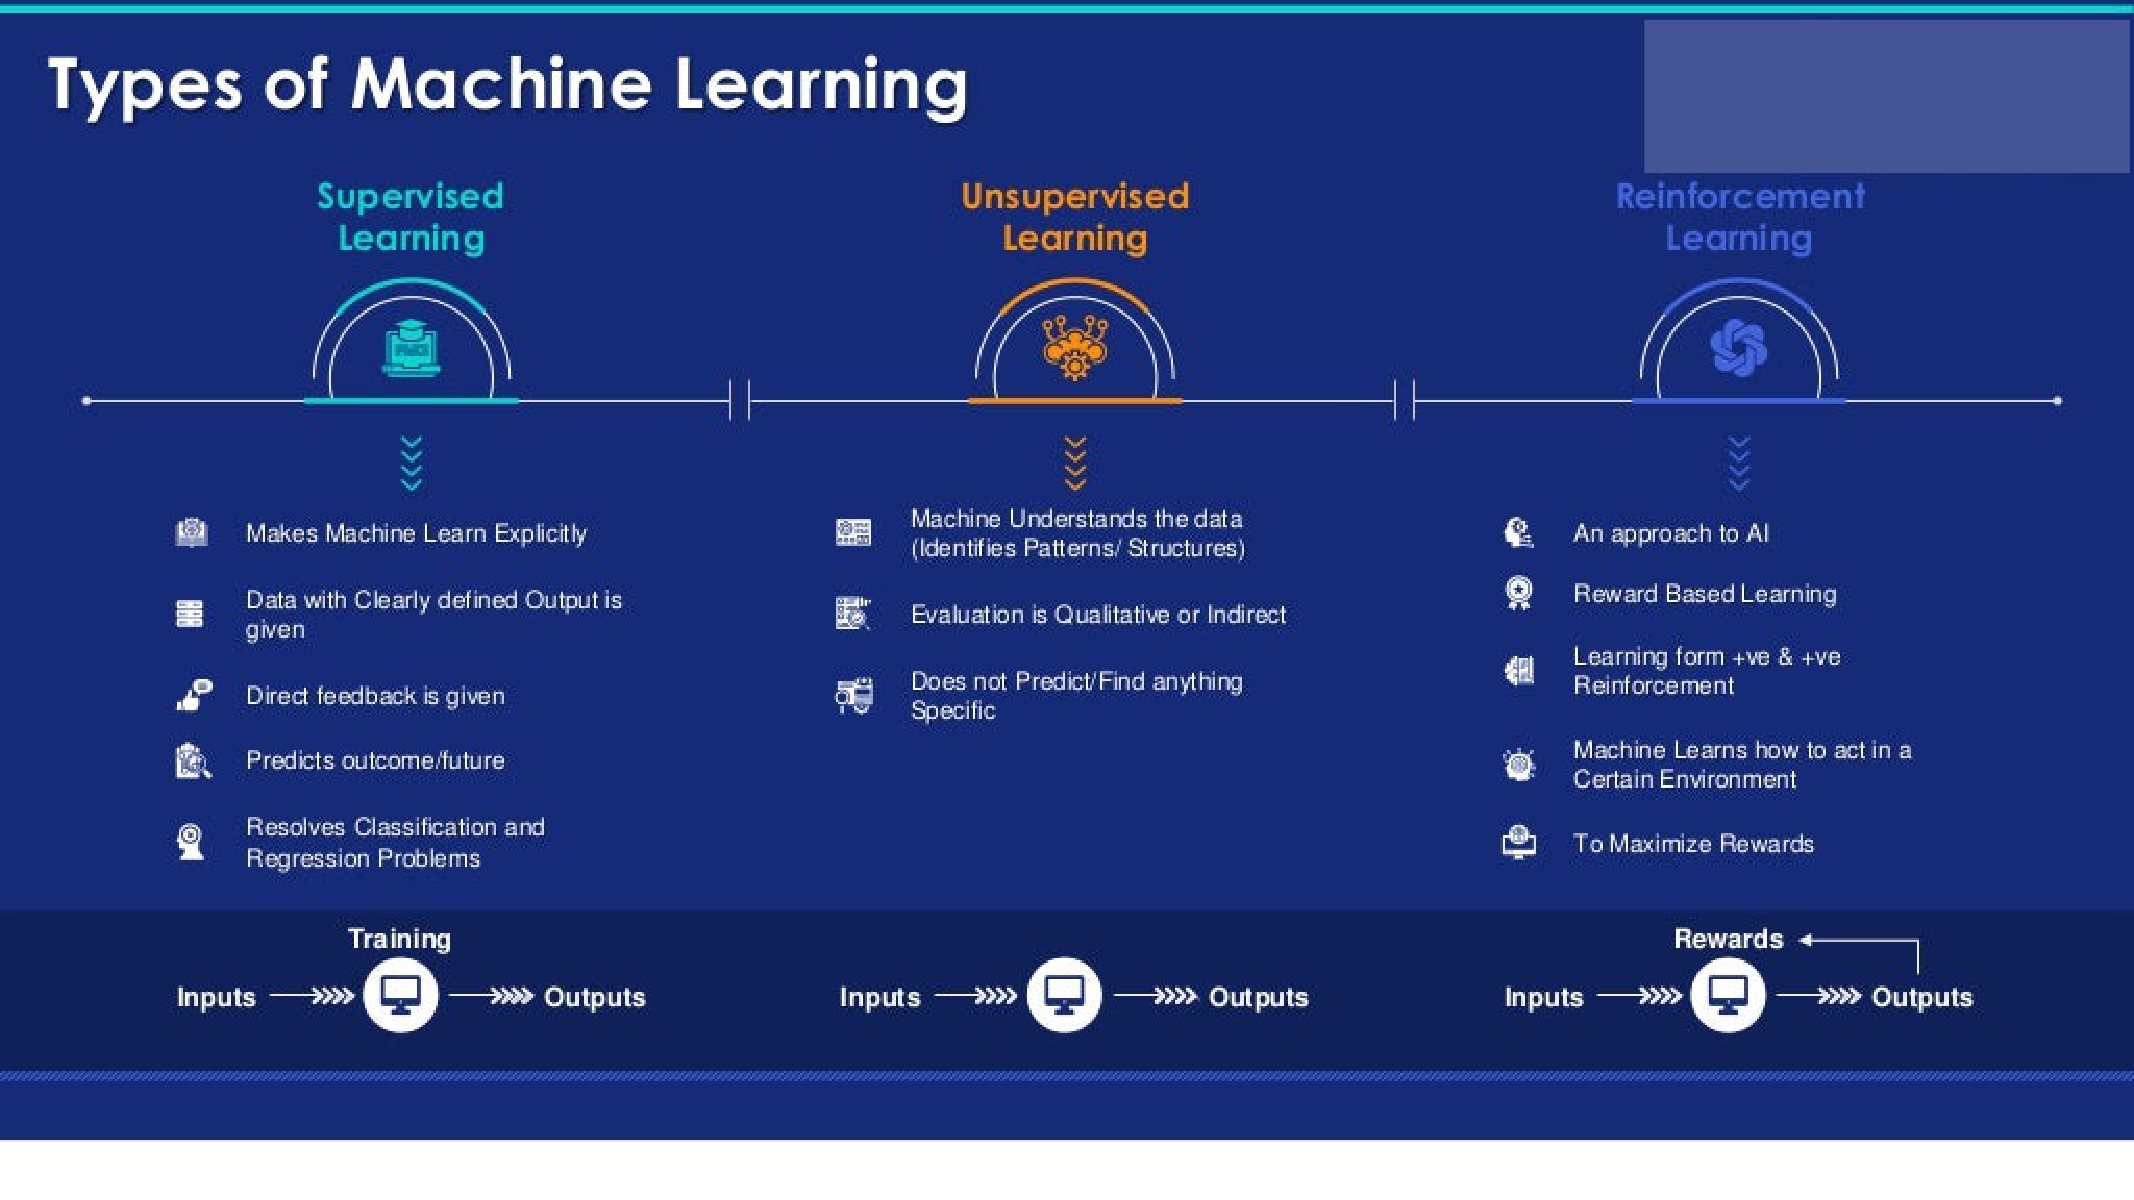 Types of Machine Learning
Supervised
Learning
Makes Machine Learn Explicitly
Data with Clearly defined Output is
given
Direct feedback is given
Predicts outcome/future
Resolves Classification and
Regression Problems
Training
Inputs
Outputs
Unsupervised
Learning
Machine Understands the data
(Identifies Patterns/ Structures)
Evaluation is Qualitative or Indirect
Does not Predict/Find anything
Specific
Inputs
Outputs
Reinforcement
Learning
An approach to AI
Reward Based Learning
Learning form +ve & +ve
Reinforcement
Machine Learns how to act in a
Certain Environment
To Maximize Rewards
Rewards
Inputs
Outputs